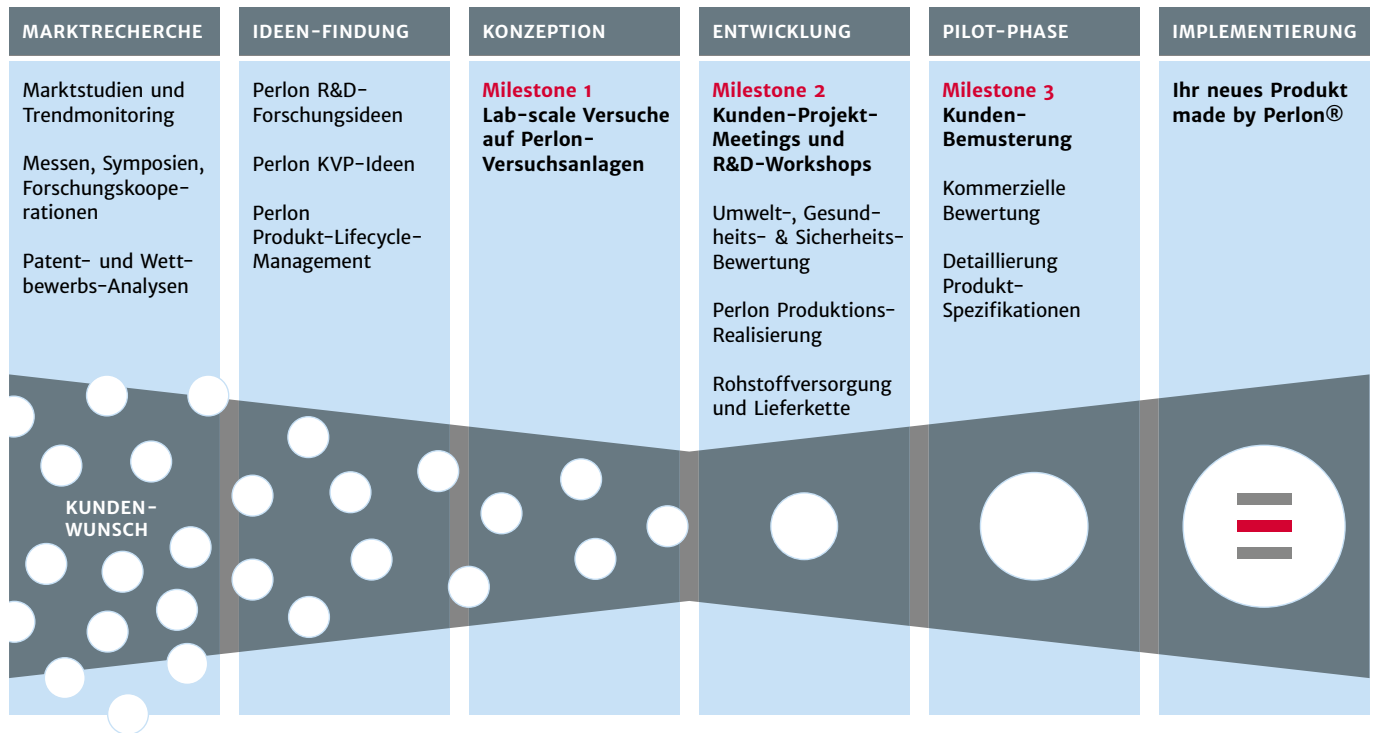 MARKTRECHERCHE
Marktstudien und
Trendmonitoring
Messen, Symposien,
Forschungskoope-
rationen
Patent- und Wett-
bewerbs-Analysen
KUNDEN-
WUNSCH
IDEEN-FINDUNG
Perlon R&D-
Forschungsideen
Perlon KVP-Ideen
Perlon
Produkt-Lifecycle-
Management
KONZEPTION
Milestone 1
Lab-scale Versuche
auf Perlon-
Versuchsanlagen
ENTWICKLUNG
Milestone 2
Kunden-Projekt-
Meetings und
R&D-Workshops
Umwelt-, Gesund-
heits- & Sicherheits-
Bewertung
Perlon Produktions-
Realisierung
Rohstoffversorgung
und Lieferkette
PILOT-PHASE
Milestone 3
Kunden-
Bemusterung
Kommerzielle
Bewertung
Detaillierung
Produkt-
Spezifikationen
IMPLEMENTIERUNG
Ihr neues Produkt
made by Perlon®